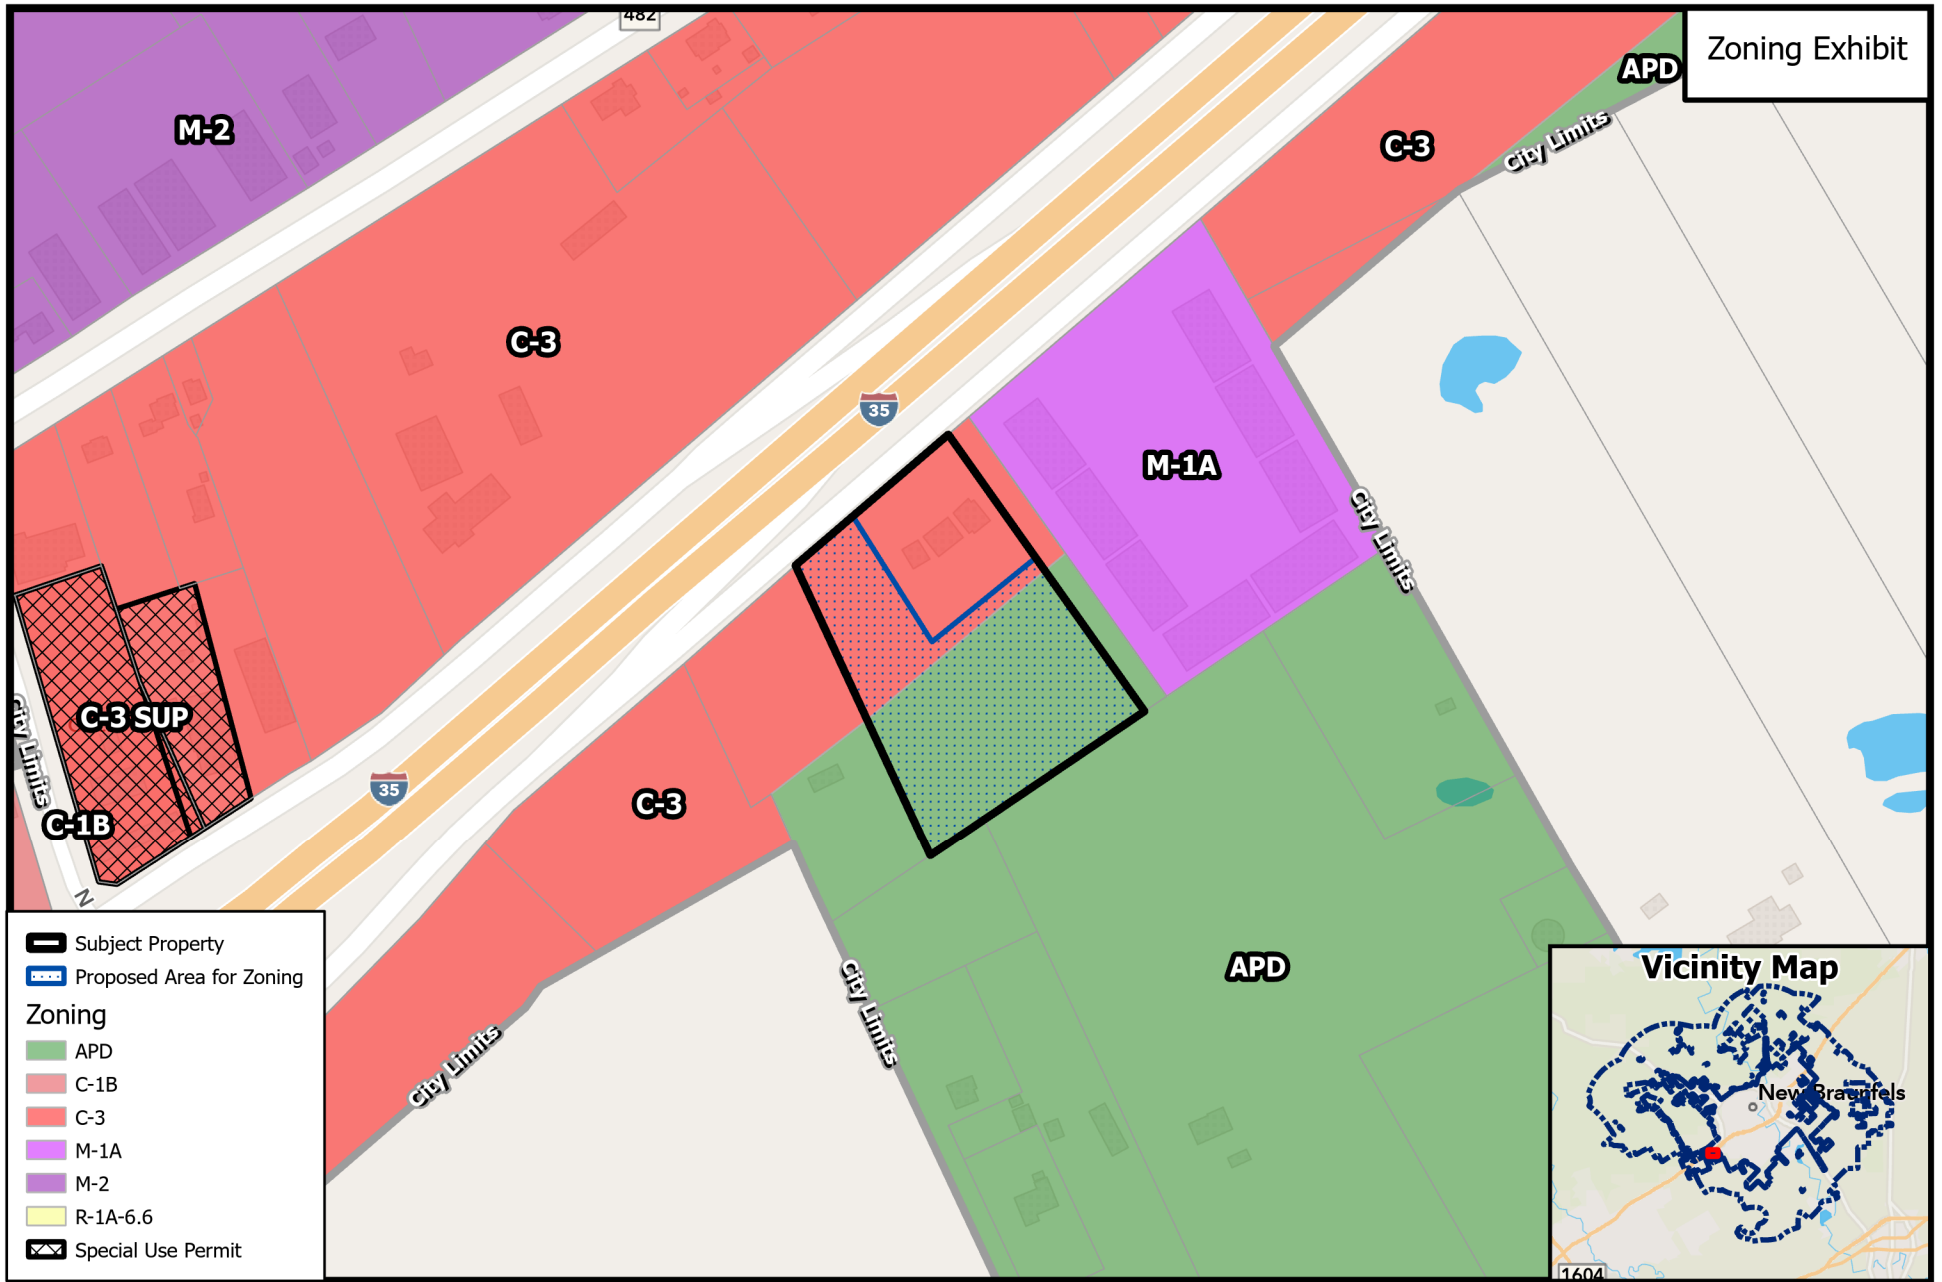 482
Zoning Exhibit
APD
M-2
City Limits
C-3
C-3
35
M-1A
City Limits
C-3 SUP
City Limits
35
C-3
C-1B
N
APD
City Limits
City Limits
Subject Property
Proposed Area for Zoning
Zoning
APD
C-1B
C-3
M-1A
M-2
R-1A-6.6
Special Use Permit
Vicinity Map
New Braunfels
1604